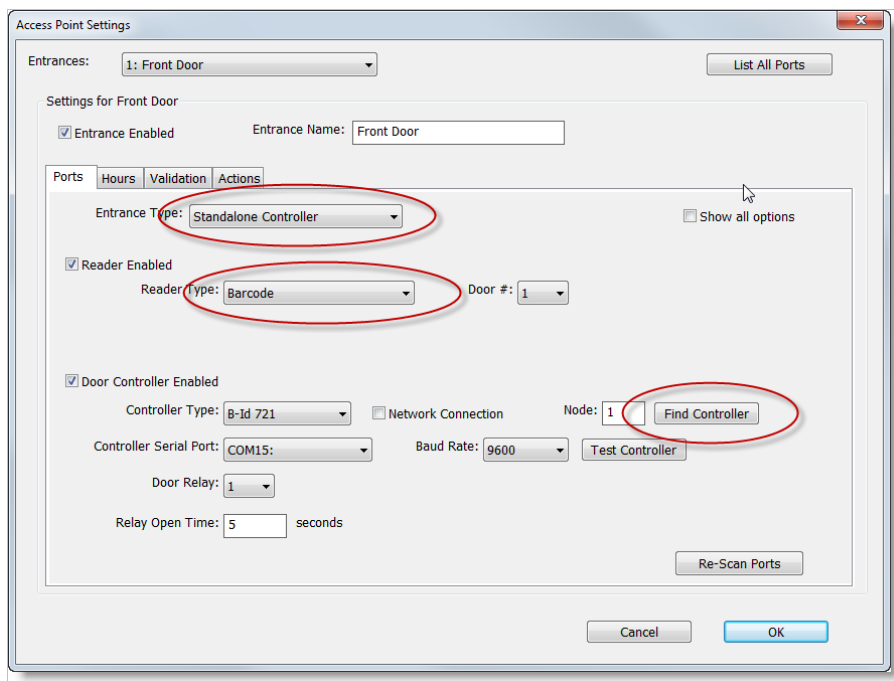 Access Point Settings
Entrances: 1: Front Door List All Ports
Settings for Front Door
Entrance Enabled Entrance Name: Front Door
Ports Hours Validation Actions
Entrance Type: Standalone Controller Show all options
Reader Enabled
Reader Type: Barcode Door #: 1
Door Controller Enabled
Controller Type: B-Id 721 Network Connection Node: 1 Find Controller
Controller Serial Port: COM15: Baud Rate: 9600 Test Controller
Door Relay: 1
Relay Open Time: 5 seconds
Re-Scan Ports
Cancel OK